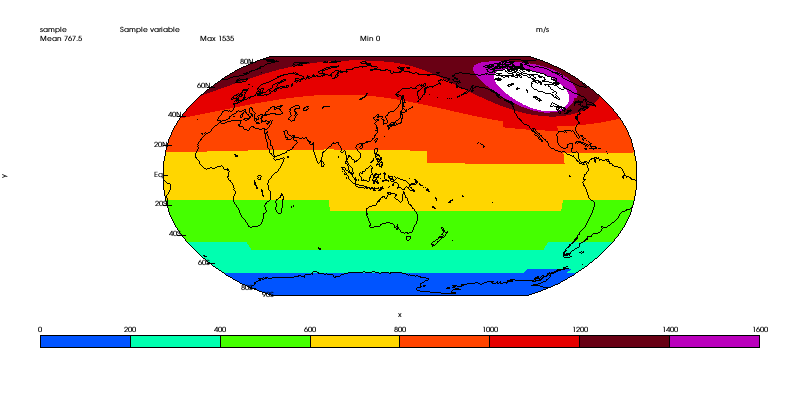 sample Sample variable m/s
Mean 767.5 Max 1535 Min 0
80N
60N
40N
20N
Eq
20S
40S
60S
80S
90S
y
x
0 200 400 600 800 1000 1200 1400 1600